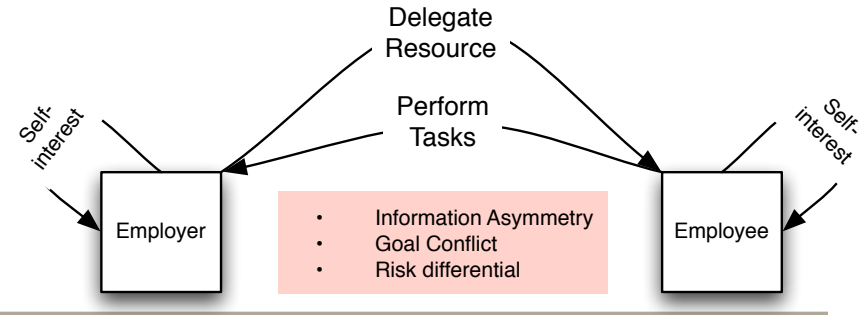 Delegate
Resource
Perform
Tasks
Self-
interest
Self-
interest
Employer
• Information Asymmetry
• Goal Conflict
• Risk differential
Employee